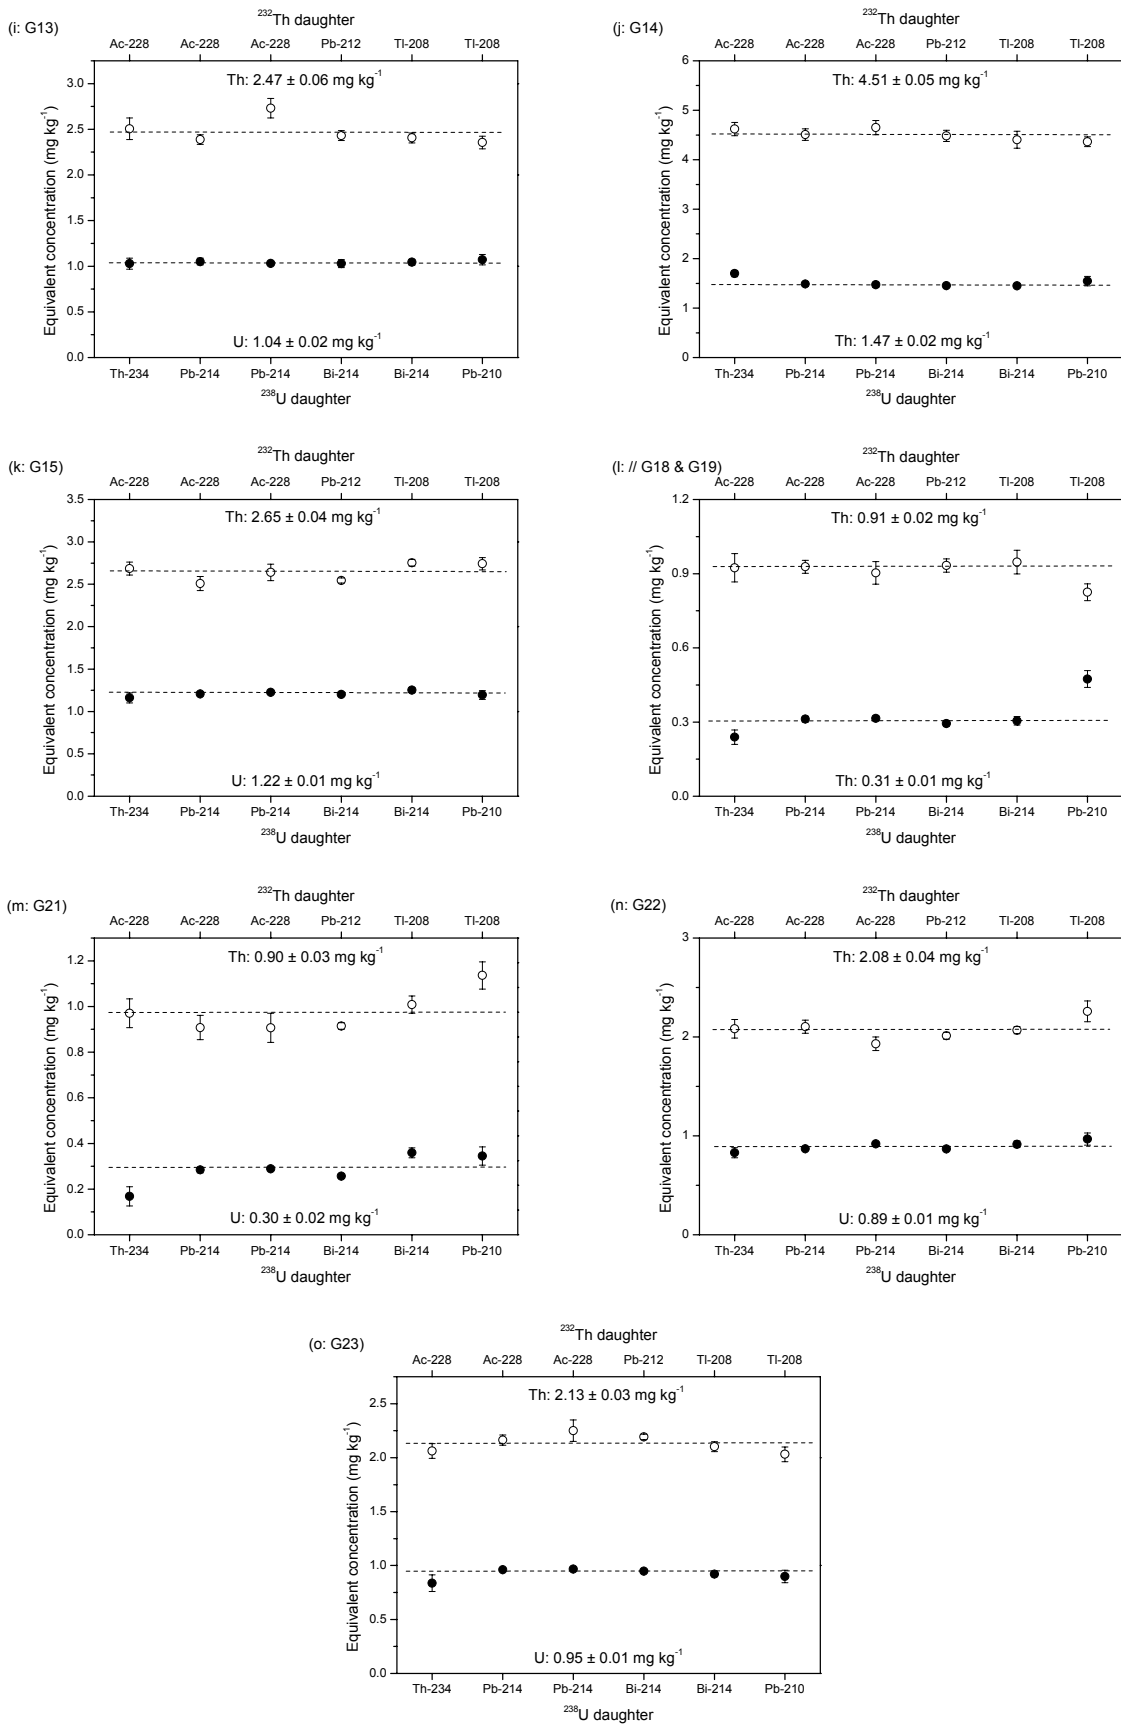 (i: G13)
²³²Th daughter
Ac-228 Ac-228 Ac-228 Pb-212 Tl-208 Tl-208
Th: 2.47 ± 0.06 mg kg⁻¹
3.0
2.5
2.0
1.5
1.0
0.5
0.0
Equivalent concentration (mg kg⁻¹)
U: 1.04 ± 0.02 mg kg⁻¹
Th-234 Pb-214 Pb-214 Bi-214 Bi-214 Pb-210
²³⁸U daughter
(j: G14)
²³²Th daughter
Ac-228 Ac-228 Ac-228 Pb-212 Tl-208 Tl-208
6
Th: 4.51 ± 0.05 mg kg⁻¹
5
4
3
2
1
0
Equivalent concentration (mg kg⁻¹)
Th: 1.47 ± 0.02 mg kg⁻¹
Th-234 Pb-214 Pb-214 Bi-214 Bi-214 Pb-210
²³⁸U daughter
(k: G15)
²³²Th daughter
Ac-228 Ac-228 Ac-228 Pb-212 Tl-208 Tl-208
3.5
Th: 2.65 ± 0.04 mg kg⁻¹
3.0
2.5
2.0
1.5
1.0
0.5
0.0
Equivalent concentration (mg kg⁻¹)
U: 1.22 ± 0.01 mg kg⁻¹
Th-234 Pb-214 Pb-214 Bi-214 Bi-214 Pb-210
²³⁸U daughter
(l: // G18 & G19)
²³²Th daughter
Ac-228 Ac-228 Ac-228 Pb-212 Tl-208 Tl-208
1.2
Th: 0.91 ± 0.02 mg kg⁻¹
0.9
0.6
0.3
0.0
Equivalent concentration (mg kg⁻¹)
Th: 0.31 ± 0.01 mg kg⁻¹
Th-234 Pb-214 Pb-214 Bi-214 Bi-214 Pb-210
²³⁸U daughter
(m: G21)
²³²Th daughter
Ac-228 Ac-228 Ac-228 Pb-212 Tl-208 Tl-208
Th: 0.90 ± 0.03 mg kg⁻¹
1.2
1.0
0.8
0.6
0.4
0.2
0.0
Equivalent concentration (mg kg⁻¹)
U: 0.30 ± 0.02 mg kg⁻¹
Th-234 Pb-214 Pb-214 Bi-214 Bi-214 Pb-210
²³⁸U daughter
(n: G22)
²³²Th daughter
Ac-228 Ac-228 Ac-228 Pb-212 Tl-208 Tl-208
3
Th: 2.08 ± 0.04 mg kg⁻¹
2
1
0
Equivalent concentration (mg kg⁻¹)
U: 0.89 ± 0.01 mg kg⁻¹
Th-234 Pb-214 Pb-214 Bi-214 Bi-214 Pb-210
²³⁸U daughter
(o: G23)
²³²Th daughter
Ac-228 Ac-228 Ac-228 Pb-212 Tl-208 Tl-208
Th: 2.13 ± 0.03 mg kg⁻¹
2.5
2.0
1.5
1.0
0.5
0.0
Equivalent concentration (mg kg⁻¹)
U: 0.95 ± 0.01 mg kg⁻¹
Th-234 Pb-214 Pb-214 Bi-214 Bi-214 Pb-210
²³⁸U daughter